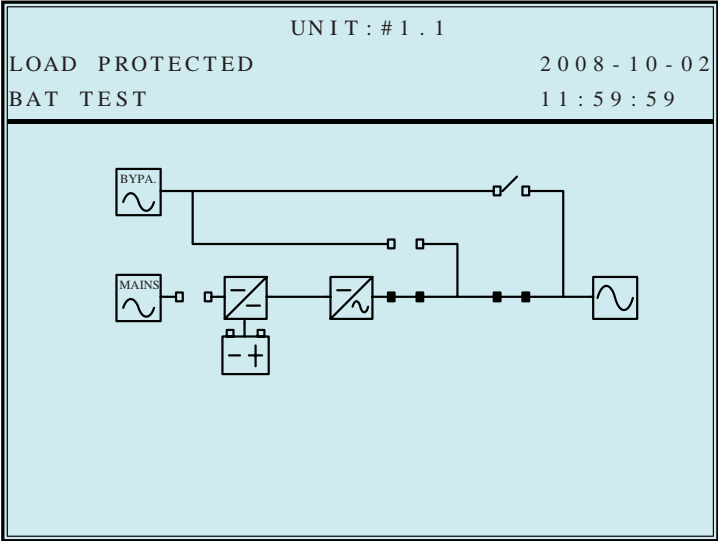 UNIT:#1.1
LOAD PROTECTED 2008-10-02
BAT TEST 11:59:59
BYPA.
MAINS